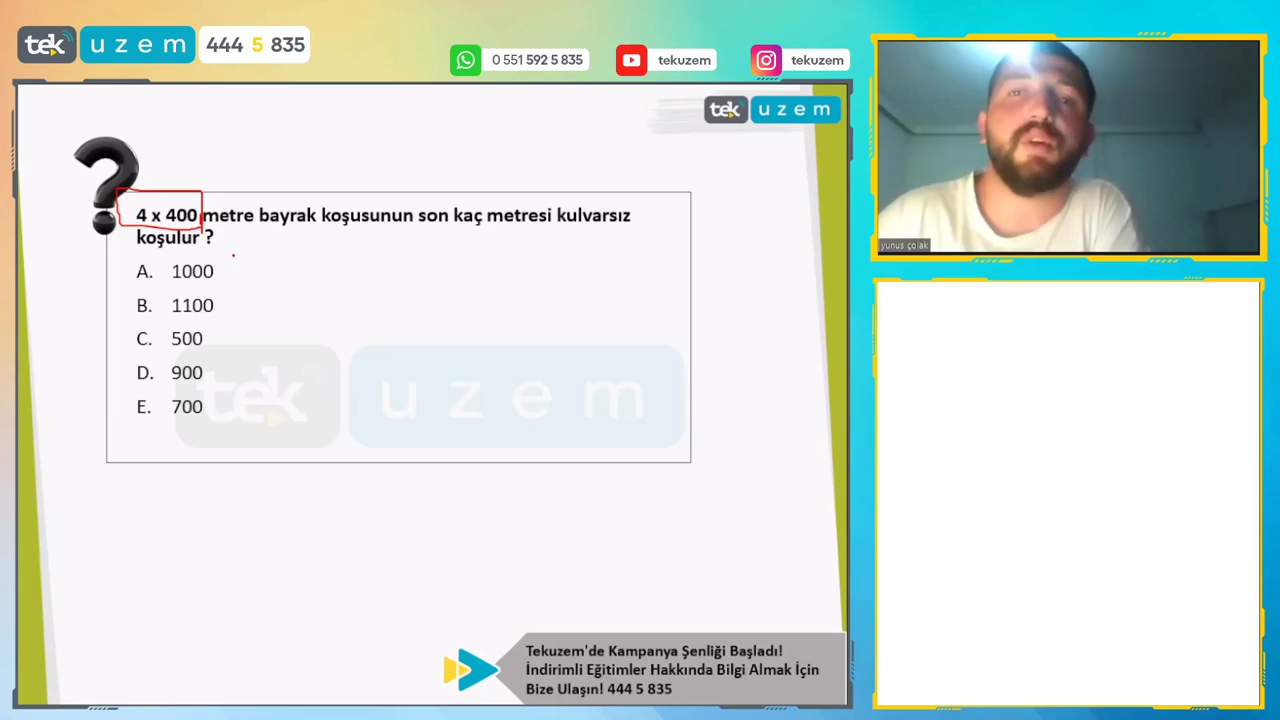 tek uzem 444 5 835
0 551 592 5 835
tekuzem
tekuzem
tek uzem
4 x 400 metre bayrak koşusunun son kaç metresi kulvarsız
koşulur ?
A. 1000
B. 1100
C. 500
D. 900
E. 700
tek uzem
yunus çolak
Tekuzem'de Kampanya Şenliği Başladı!
İndirimli Eğitimler Hakkında Bilgi Almak İçin
Bize Ulaşın! 444 5 835